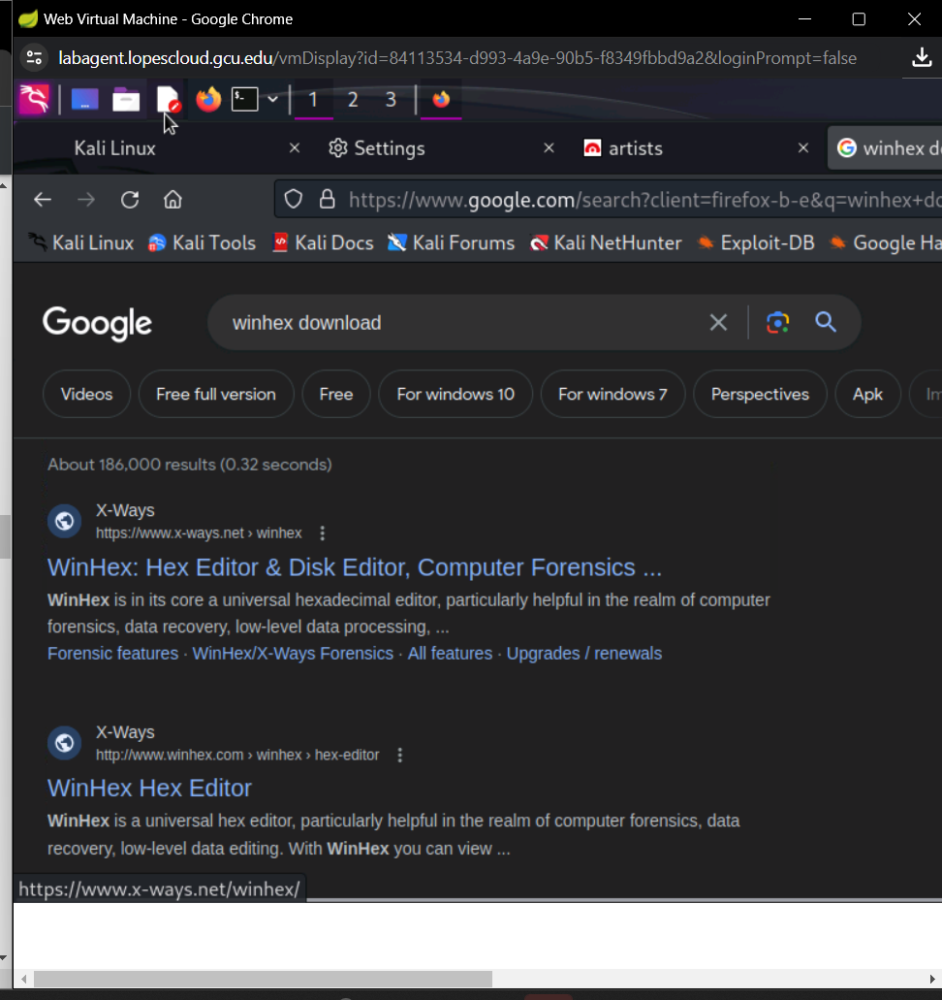 Web Virtual Machine - Google Chrome
labagent.lopescloud.gcu.edu/vmDisplay?id=84113534-d993-4a9e-90b5-f8349fbbd9a2&loginPrompt=false
1 2 3
Kali Linux Settings artists winhex do
https://www.google.com/search?client=firefox-b-e&q=winhex+do
Kali Linux Kali Tools Kali Docs Kali Forums Kali NetHunter Exploit-DB Google Ha
Google winhex download
Videos Free full version Free For windows 10 For windows 7 Perspectives Apk Im
About 186,000 results (0.32 seconds)
X-Ways
https://www.x-ways.net › winhex
WinHex: Hex Editor & Disk Editor, Computer Forensics ...
WinHex is in its core a universal hexadecimal editor, particularly helpful in the realm of computer
forensics, data recovery, low-level data processing, ...
Forensic features · WinHex/X-Ways Forensics · All features · Upgrades / renewals
X-Ways
http://www.winhex.com › winhex › hex-editor
WinHex Hex Editor
WinHex is a universal hex editor, particularly helpful in the realm of computer forensics, data
recovery, low-level data editing. With WinHex you can view ...
https://www.x-ways.net/winhex/